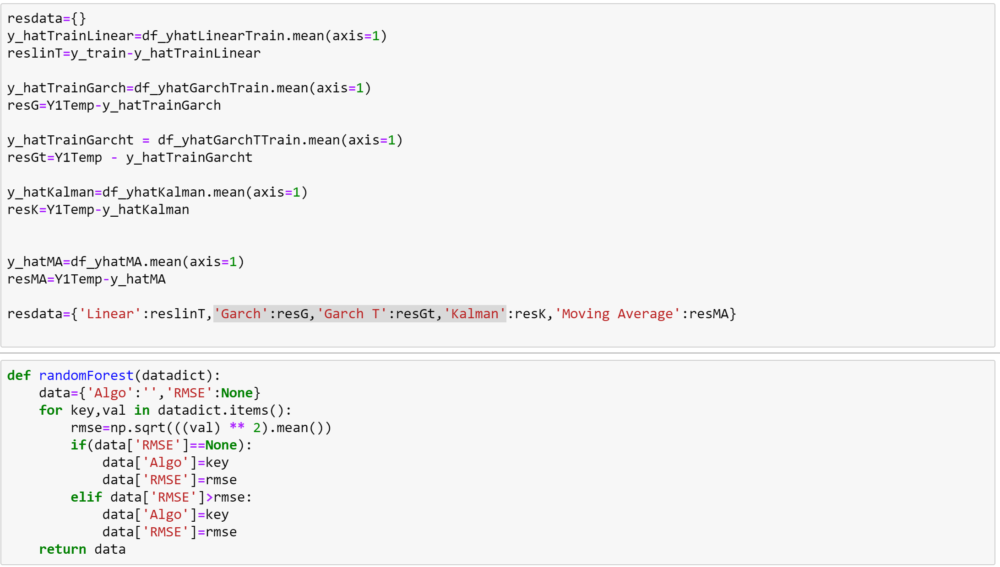 resdata={}
y_hatTrainLinear=df_yhatLinearTrain.mean(axis=1)
reslinT=y_train-y_hatTrainLinear
y_hatTrainGarch=df_yhatGarchTrain.mean(axis=1)
resG=Y1Temp-y_hatTrainGarch
y_hatTrainGarcht = df_yhatGarchTTrain.mean(axis=1)
resGt=Y1Temp - y_hatTrainGarcht
y_hatKalman=df_yhatKalman.mean(axis=1)
resK=Y1Temp-y_hatKalman
y_hatMA=df_yhatMA.mean(axis=1)
resMA=Y1Temp-y_hatMA
resdata={'Linear':reslinT,'Garch':resG,'Garch T':resGt,'Kalman':resK,'Moving Average':resMA}
def randomForest(datadict):
    data={'Algo':'','RMSE':None}
    for key,val in datadict.items():
        rmse=np.sqrt(((val) ** 2).mean())
        if(data['RMSE']==None):
            data['Algo']=key
            data['RMSE']=rmse
        elif data['RMSE']>rmse:
            data['Algo']=key
            data['RMSE']=rmse
    return data